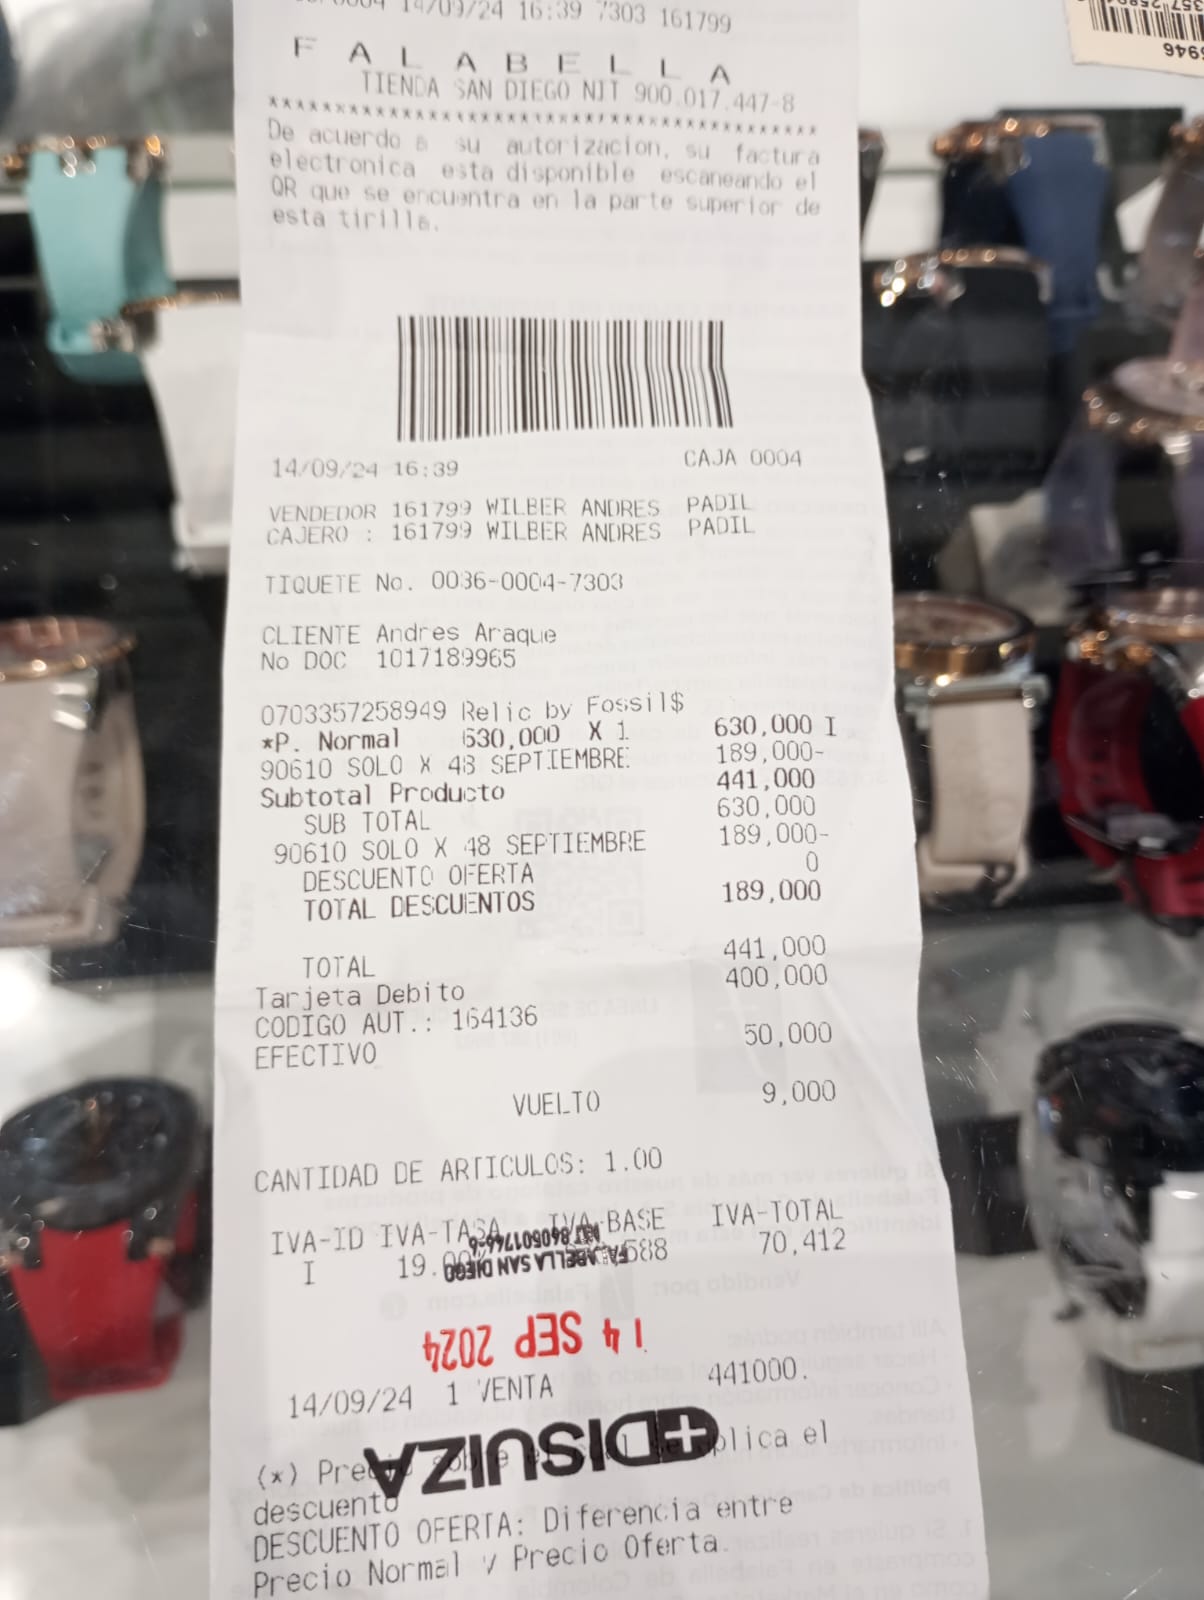 0004 14/09/24 16:39 7303 161799
FALABELLA
TIENDA SAN DIEGO NIT 900.017.447-8
******************************************
De acuerdo a su autorizacion, su factura
electronica esta disponible escaneando el
QR que se encuentra en la parte superior de
esta tirilla.
14/09/24 16:39 CAJA 0004
VENDEDOR 161799 WILBER ANDRES PADIL
CAJERO : 161799 WILBER ANDRES PADIL
TIQUETE No. 0036-0004-7303
CLIENTE Andres Araque
No DOC 1017189965
0703357258949 Relic by Fossil$
*P. Normal 630,000 X 1 630,000 I
90610 SOLO X 48 SEPTIEMBRE: 189,000-
Subtotal Producto 441,000
SUB TOTAL 630,000
90610 SOLO X 48 SEPTIEMBRE 189,000-
DESCUENTO OFERTA 0
TOTAL DESCUENTOS 189,000
TOTAL 441,000
Tarjeta Debito 400,000
CODIGO AUT.: 164136
EFECTIVO 50,000
VUELTO 9,000
CANTIDAD DE ARTICULOS: 1.00
IVA-ID IVA-TASA IVA-BASE IVA-TOTAL
I 19. 588 70,412
FALABELLA SAN DIEGO
14 SEP 2024
14/09/24 1 VENTA 441000.
DISUIZA
(*) Precio sobre el cual se aplica el
descuento
DESCUENTO OFERTA: Diferencia entre
Precio Normal y Precio Oferta.